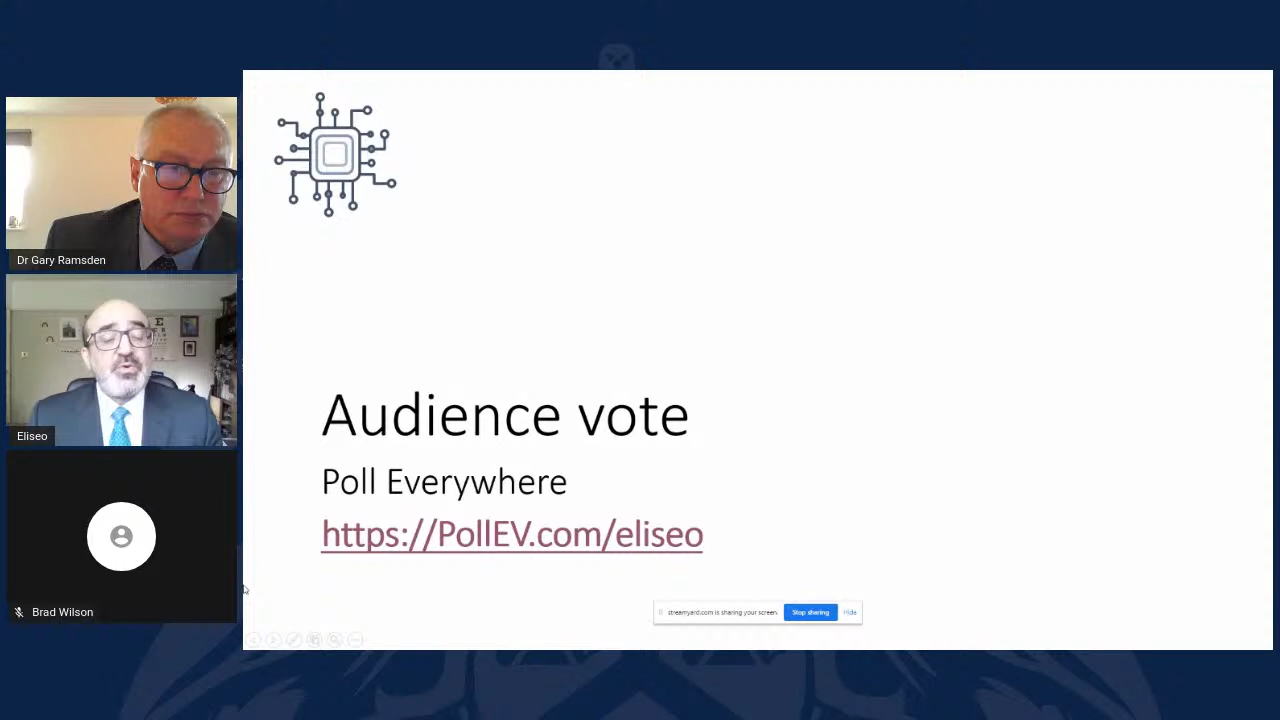 Dr Gary Ramsden
Eliseo
Brad Wilson
Audience vote
Poll Everywhere
https://PollEV.com/eliseo
streamyard.com is sharing your screen. Stop sharing Hide